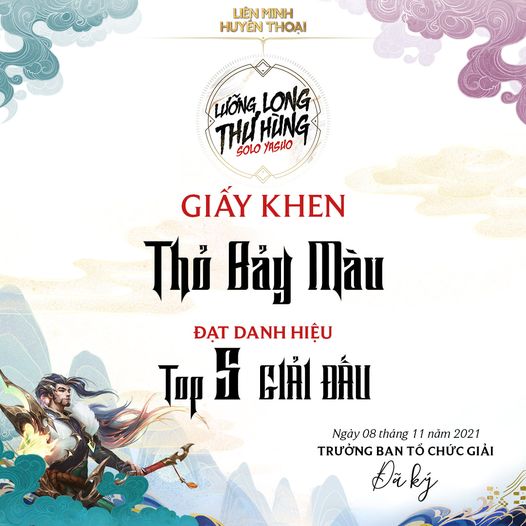 LIÊN MINH
HUYỀN THOẠI
LƯỠNG LONG
THƯ HÙNG
SOLO YASUO
GIẤY KHEN
Thỏ Bảy Màu
ĐẠT DANH HIỆU
Top 5 GIẢI ĐẤU
Ngày 08 tháng 11 năm 2021
TRƯỞNG BAN TỔ CHỨC GIẢI
Đã ký